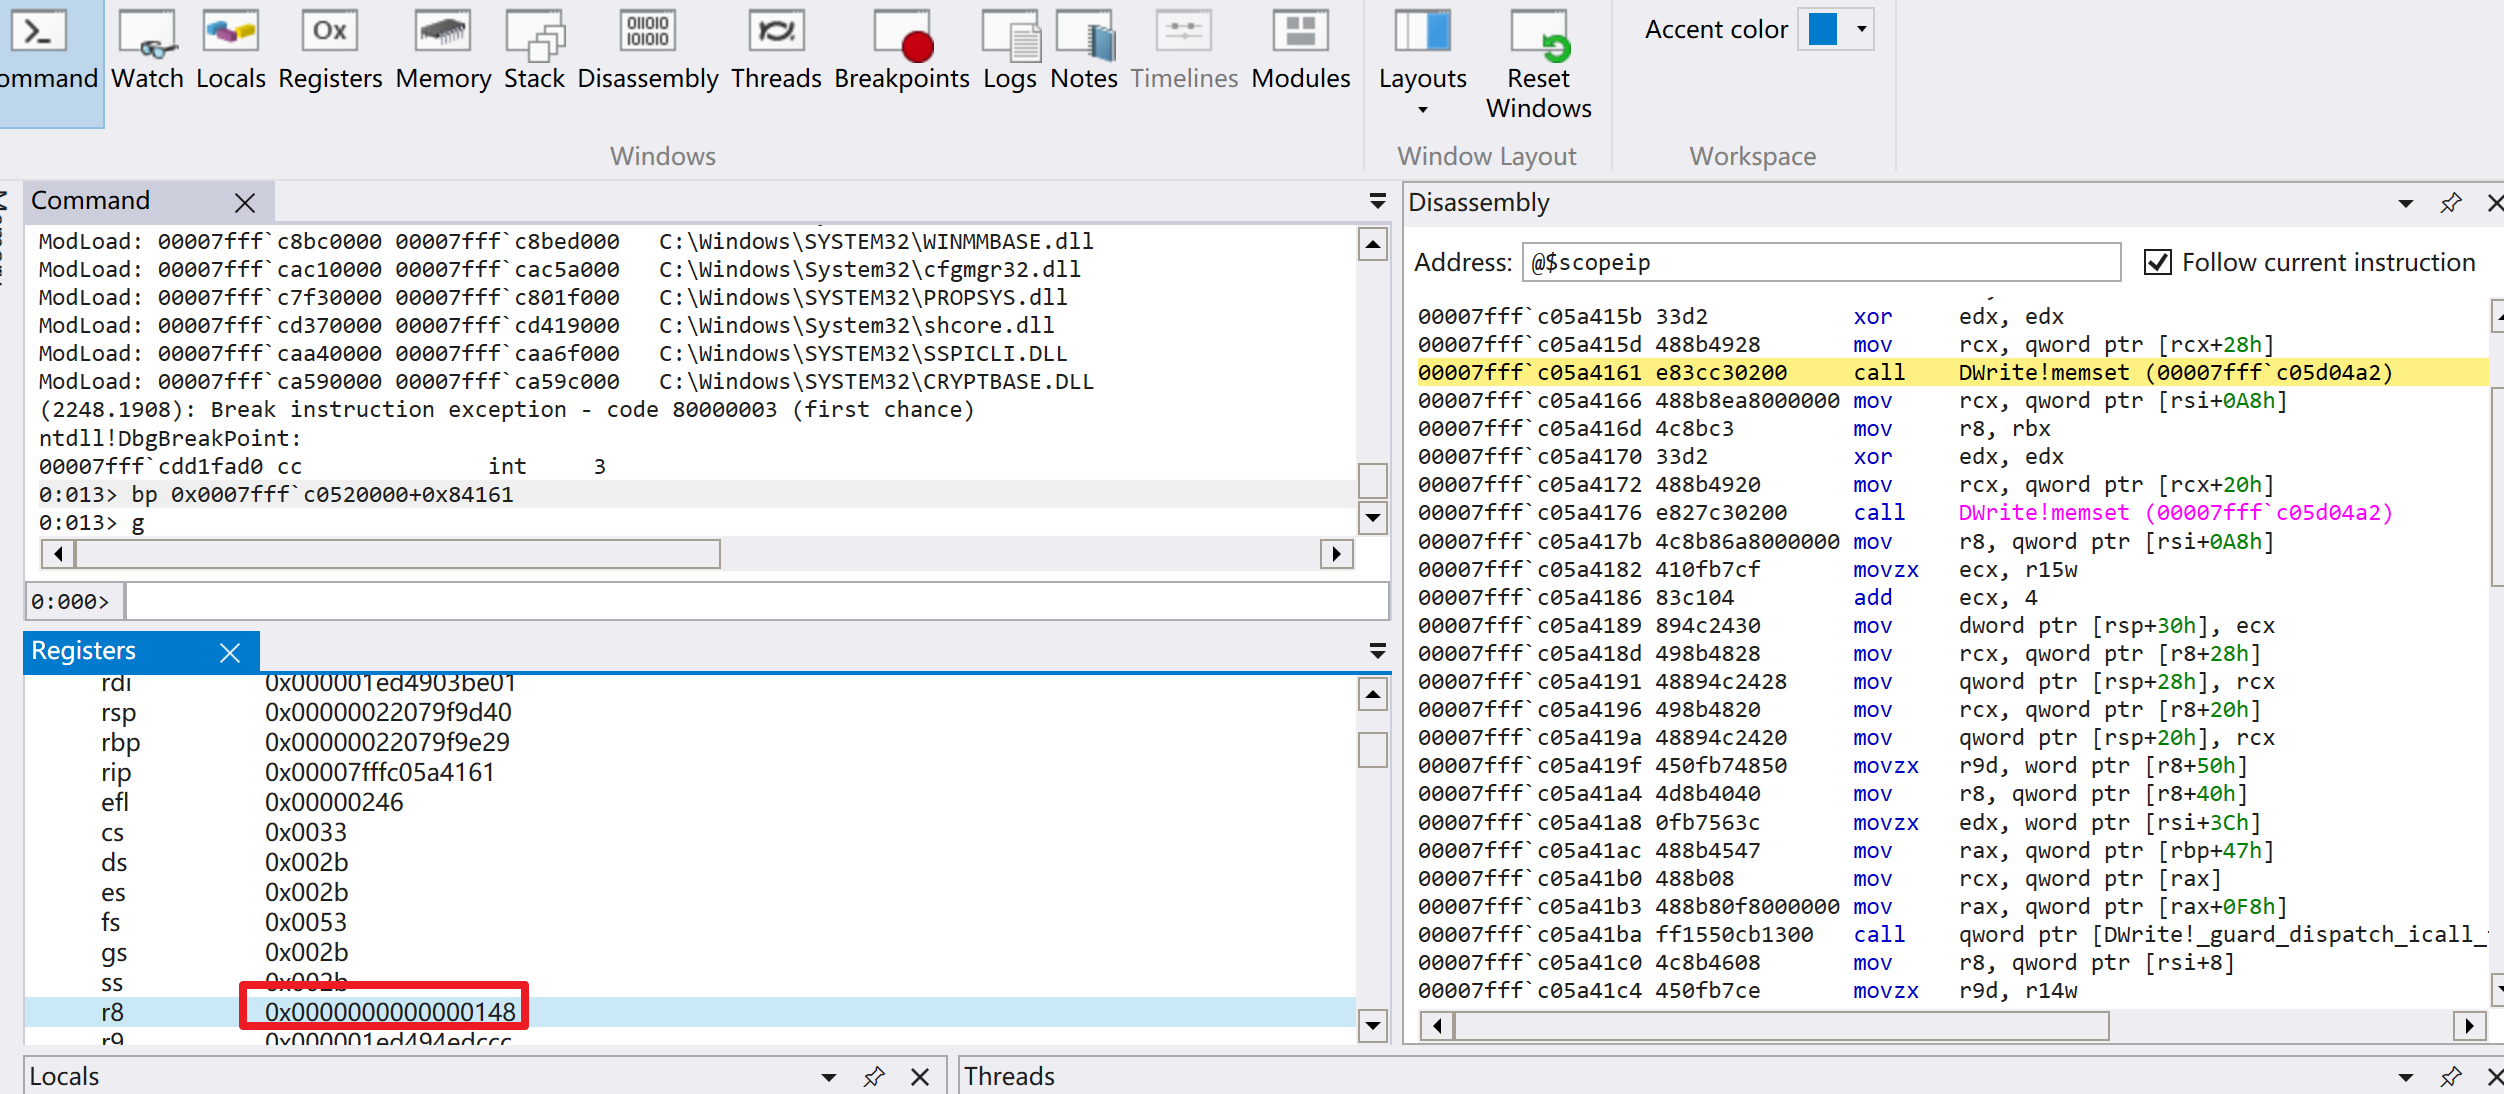 ommand Watch Locals Registers Memory Stack Disassembly Threads Breakpoints Logs Notes Timelines Modules Layouts Reset Windows
Accent color
Windows
Window Layout
Workspace
Command
ModLoad: 00007fff`c8bc0000 00007fff`c8bed000   C:\Windows\SYSTEM32\WINMMBASE.dll
ModLoad: 00007fff`cac10000 00007fff`cac5a000   C:\Windows\System32\cfgmgr32.dll
ModLoad: 00007fff`c7f30000 00007fff`c801f000   C:\Windows\SYSTEM32\PROPSYS.dll
ModLoad: 00007fff`cd370000 00007fff`cd419000   C:\Windows\System32\shcore.dll
ModLoad: 00007fff`caa40000 00007fff`caa6f000   C:\Windows\SYSTEM32\SSPICLI.DLL
ModLoad: 00007fff`ca590000 00007fff`ca59c000   C:\Windows\SYSTEM32\CRYPTBASE.DLL
(2248.1908): Break instruction exception - code 80000003 (first chance)
ntdll!DbgBreakPoint:
00007fff`cdd1fad0 cc              int     3
0:013> bp 0x0007fff`c0520000+0x84161
0:013> g
0:000>
Registers
rdi 0x000001ed4903be01
rsp 0x00000022079f9d40
rbp 0x00000022079f9e29
rip 0x00007fffc05a4161
efl 0x00000246
cs 0x0033
ds 0x002b
es 0x002b
fs 0x0053
gs 0x002b
ss 0x002b
r8 0x0000000000000148
r9 0x000001ed494edccc
Locals
Threads
Disassembly
Address: @$scopeip
Follow current instruction
00007fff`c05a415b 33d2           xor     edx, edx
00007fff`c05a415d 488b4928       mov     rcx, qword ptr [rcx+28h]
00007fff`c05a4161 e83cc30200     call    DWrite!memset (00007fff`c05d04a2)
00007fff`c05a4166 488b8ea8000000 mov     rcx, qword ptr [rsi+0A8h]
00007fff`c05a416d 4c8bc3         mov     r8, rbx
00007fff`c05a4170 33d2           xor     edx, edx
00007fff`c05a4172 488b4920       mov     rcx, qword ptr [rcx+20h]
00007fff`c05a4176 e827c30200     call    DWrite!memset (00007fff`c05d04a2)
00007fff`c05a417b 4c8b86a8000000 mov     r8, qword ptr [rsi+0A8h]
00007fff`c05a4182 410fb7cf       movzx   ecx, r15w
00007fff`c05a4186 83c104         add     ecx, 4
00007fff`c05a4189 894c2430       mov     dword ptr [rsp+30h], ecx
00007fff`c05a418d 498b4828       mov     rcx, qword ptr [r8+28h]
00007fff`c05a4191 48894c2428     mov     qword ptr [rsp+28h], rcx
00007fff`c05a4196 498b4820       mov     rcx, qword ptr [r8+20h]
00007fff`c05a419a 48894c2420     mov     qword ptr [rsp+20h], rcx
00007fff`c05a419f 450fb74850     movzx   r9d, word ptr [r8+50h]
00007fff`c05a41a4 4d8b4040       mov     r8, qword ptr [r8+40h]
00007fff`c05a41a8 0fb7563c       movzx   edx, word ptr [rsi+3Ch]
00007fff`c05a41ac 488b4547       mov     rax, qword ptr [rbp+47h]
00007fff`c05a41b0 488b08         mov     rcx, qword ptr [rax]
00007fff`c05a41b3 488b80f8000000 mov     rax, qword ptr [rax+0F8h]
00007fff`c05a41ba ff1550cb1300   call    qword ptr [DWrite!_guard_dispatch_icall_
00007fff`c05a41c0 4c8b4608       mov     r8, qword ptr [rsi+8]
00007fff`c05a41c4 450fb7ce       movzx   r9d, r14w